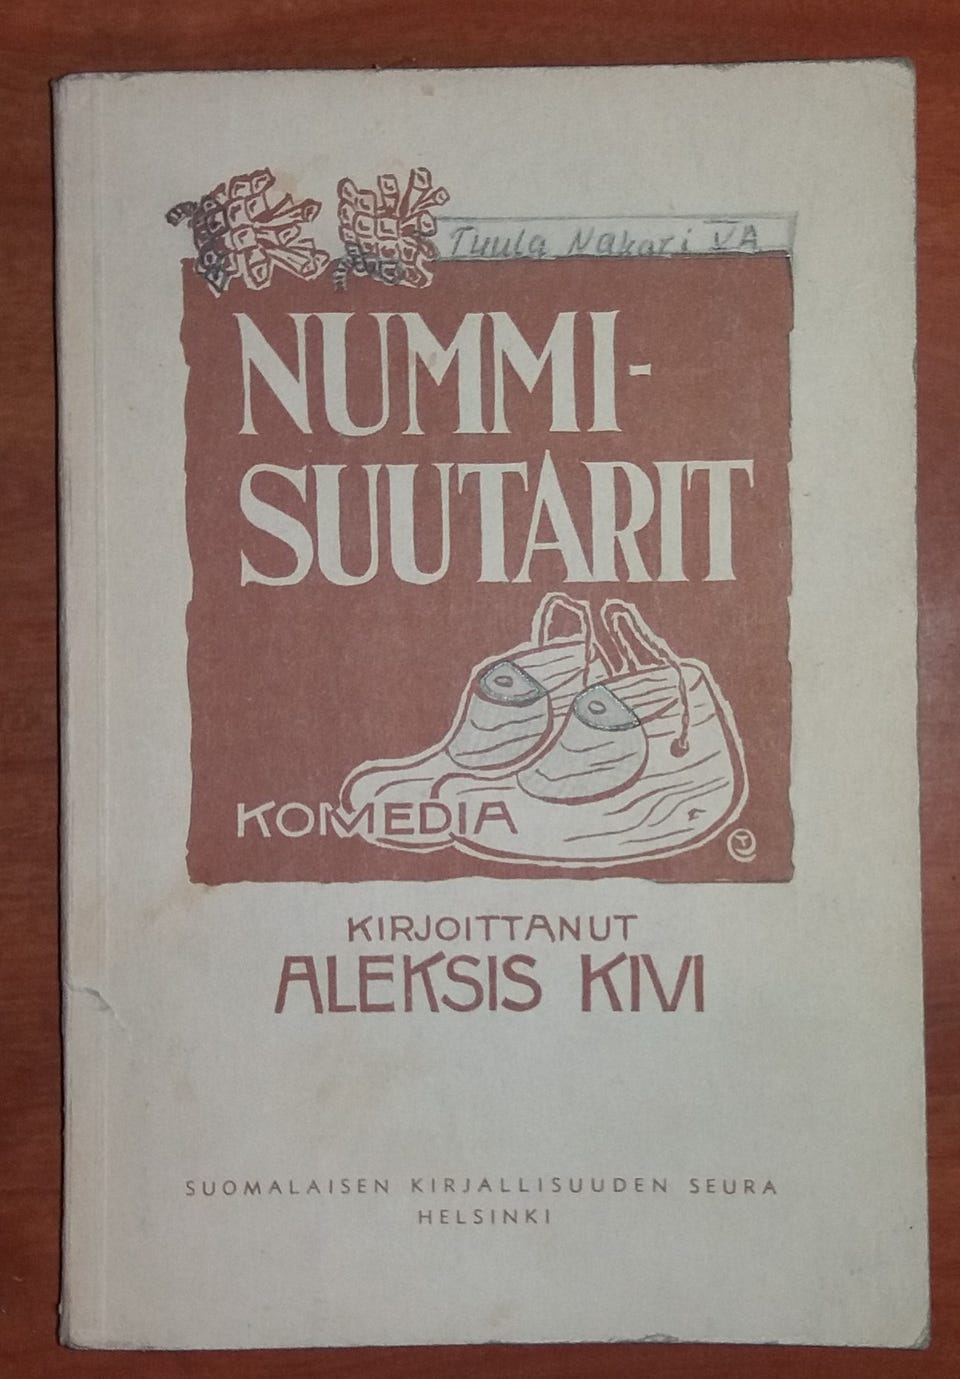 Tuula Nakari VA
NUMMI-
SUUTARIT
KOMEDIA
KIRJOITTANUT
ALEKSIS KIVI
SUOMALAISEN KIRJALLISUUDEN SEURA
HELSINKI